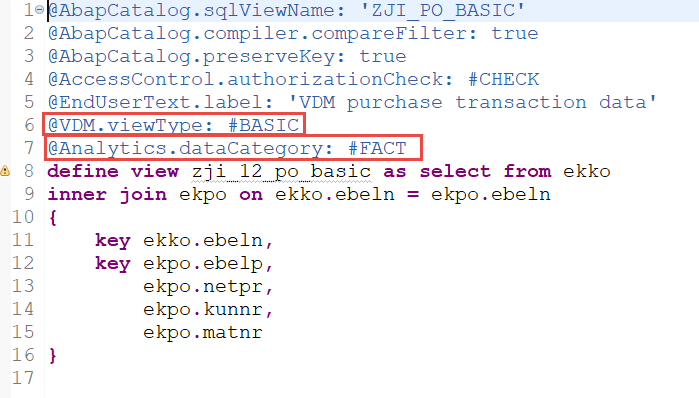 1 @AbapCatalog.sqlViewName: 'ZJI_PO_BASIC'
2 @AbapCatalog.compiler.compareFilter: true
3 @AbapCatalog.preserveKey: true
4 @AccessControl.authorizationCheck: #CHECK
5 @EndUserText.label: 'VDM purchase transaction data'
6 @VDM.viewType: #BASIC
7 @Analytics.dataCategory: #FACT
8 define view zji_12_po_basic as select from ekko
9 inner join ekpo on ekko.ebeln = ekpo.ebeln
10 {
11     key ekko.ebeln,
12     key ekpo.ebelp,
13         ekpo.netpr,
14         ekpo.kunnr,
15         ekpo.matnr
16 }
17